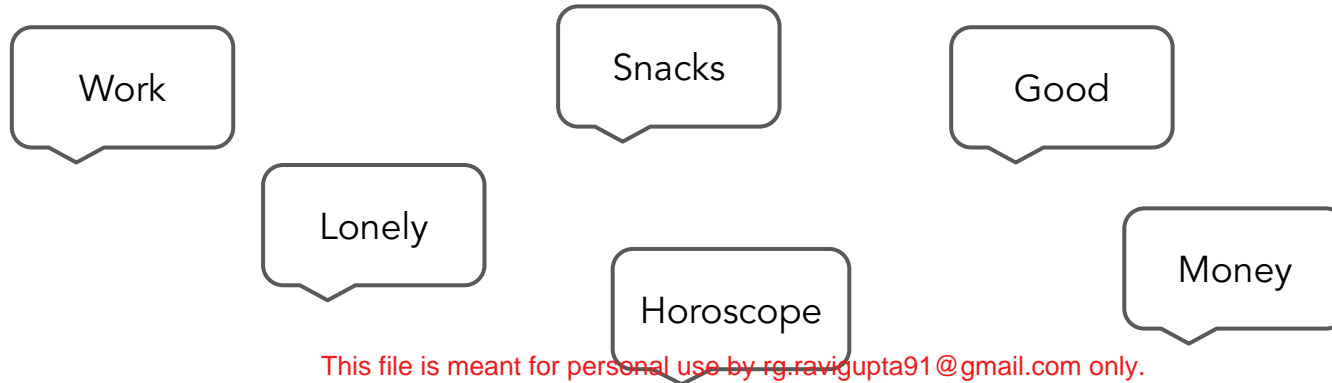 Work
Snacks
Good
Lonely
Money
Horoscope
This file is meant for personal use by rg.ravigupta91@gmail.com only.